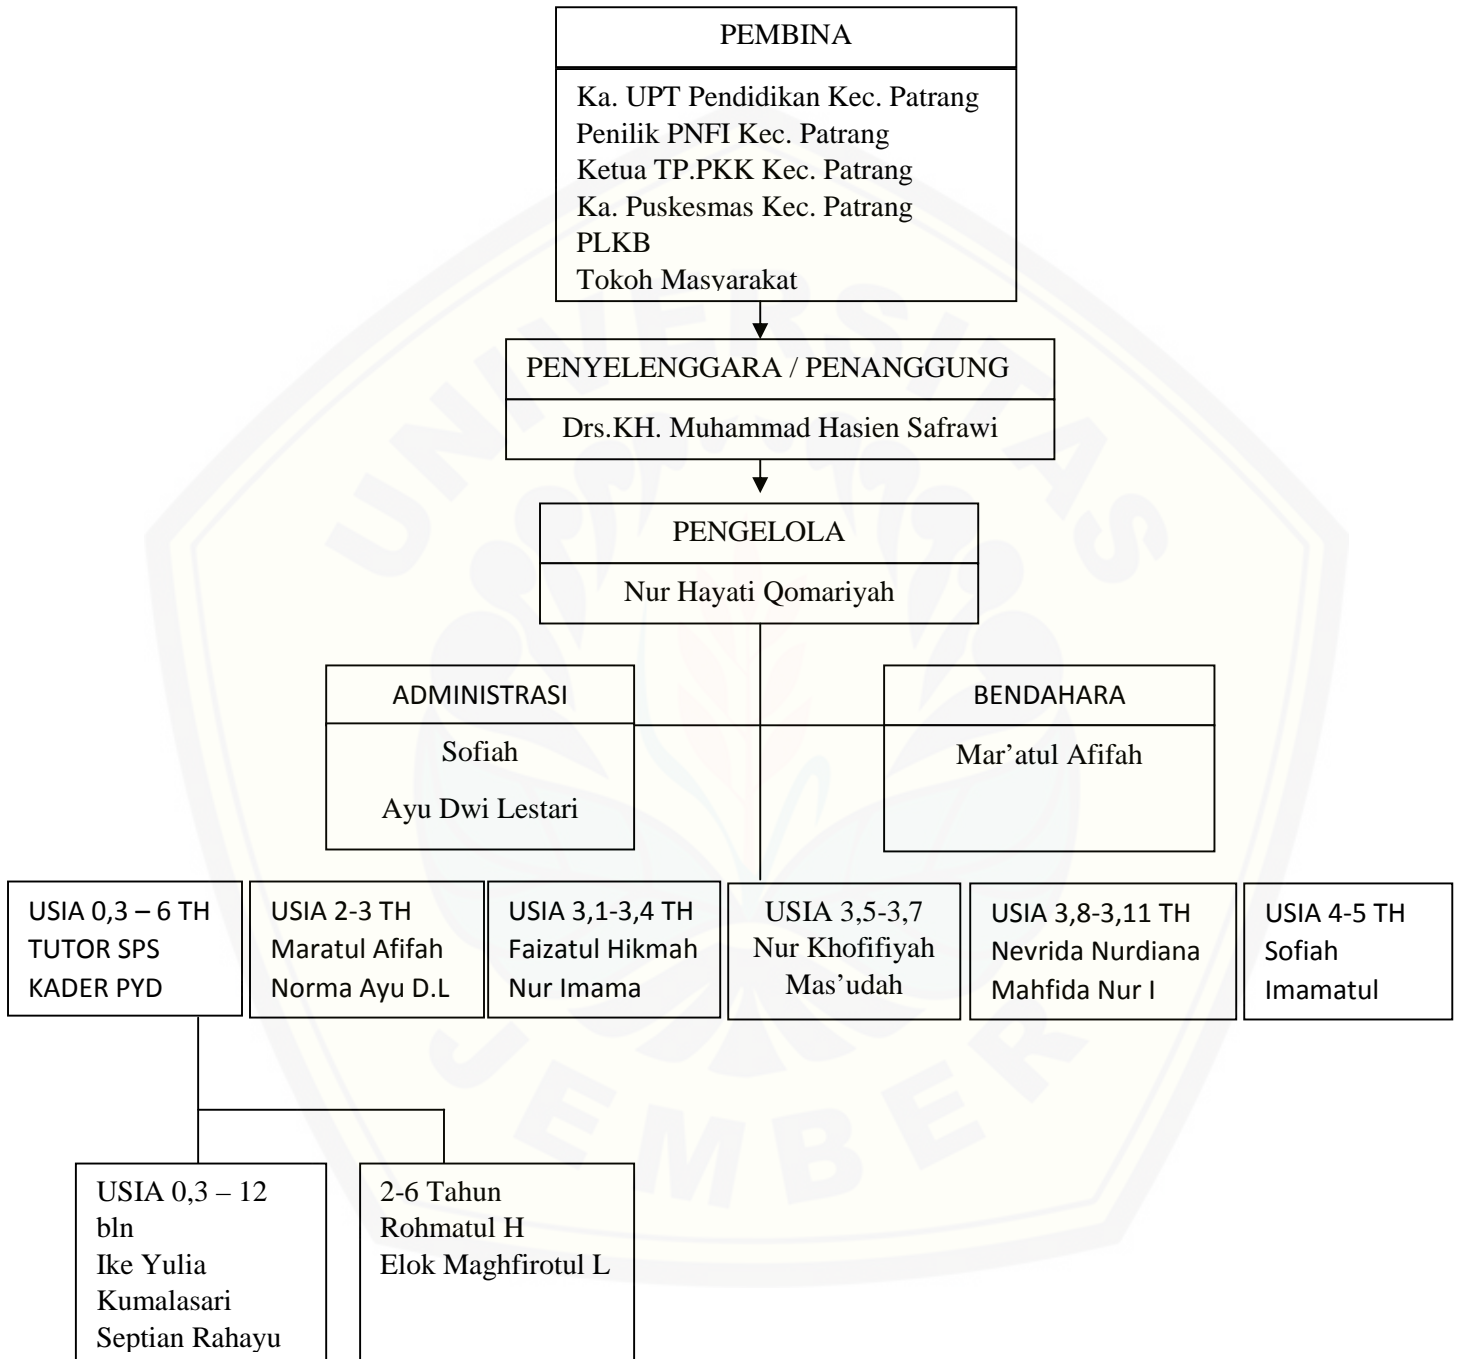 PEMBINA
Ka. UPT Pendidikan Kec. Patrang
Penilik PNFI Kec. Patrang
Ketua TP.PKK Kec. Patrang
Ka. Puskesmas Kec. Patrang
PLKB
Tokoh Masyarakat
PENYELENGGARA / PENANGGUNG
Drs.KH. Muhammad Hasien Safrawi
PENGELOLA
Nur Hayati Qomariyah
ADMINISTRASI
Sofiah
Ayu Dwi Lestari
BENDAHARA
Mar’atul Afifah
USIA 0,3 – 6 TH
TUTOR SPS
KADER PYD
USIA 2-3 TH
Maratul Afifah
Norma Ayu D.L
USIA 3,1-3,4 TH
Faizatul Hikmah
Nur Imama
USIA 3,5-3,7
Nur Khofifiyah
Mas’udah
USIA 3,8-3,11 TH
Nevrida Nurdiana
Mahfida Nur I
USIA 4-5 TH
Sofiah
Imamatul
USIA 0,3 – 12
bln
Ike Yulia
Kumalasari
Septian Rahayu
2-6 Tahun
Rohmatul H
Elok Maghfirotul L
UNIVERSITAS
JEMBER